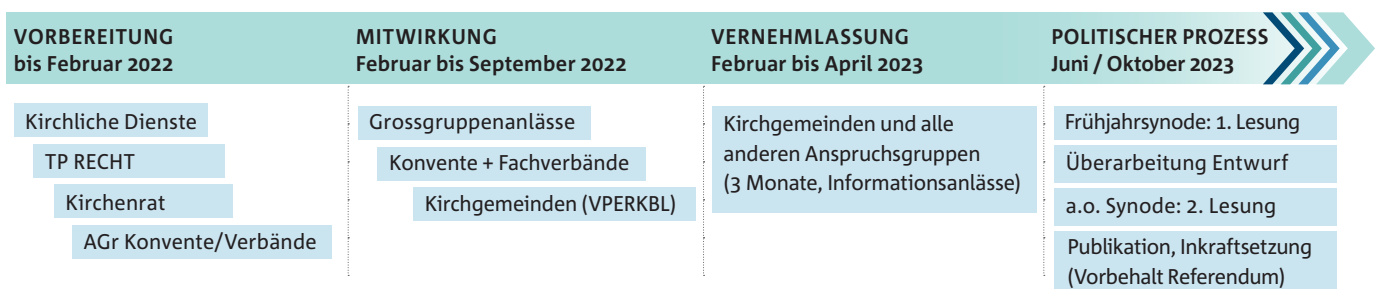 VORBEREITUNG
bis Februar 2022
Kirchliche Dienste
TP RECHT
Kirchenrat
AGr Konvente/Verbände
MITWIRKUNG
Februar bis September 2022
Grossgruppenanlässe
Konvente + Fachverbände
Kirchgemeinden (VPERKBL)
VERNEHMLASSUNG
Februar bis April 2023
Kirchgemeinden und alle
anderen Anspruchsgruppen
(3 Monate, Informationsanlässe)
POLITISCHER PROZESS
Juni / Oktober 2023
Frühjahrsynode: 1. Lesung
Überarbeitung Entwurf
a.o. Synode: 2. Lesung
Publikation, Inkraftsetzung
(Vorbehalt Referendum)